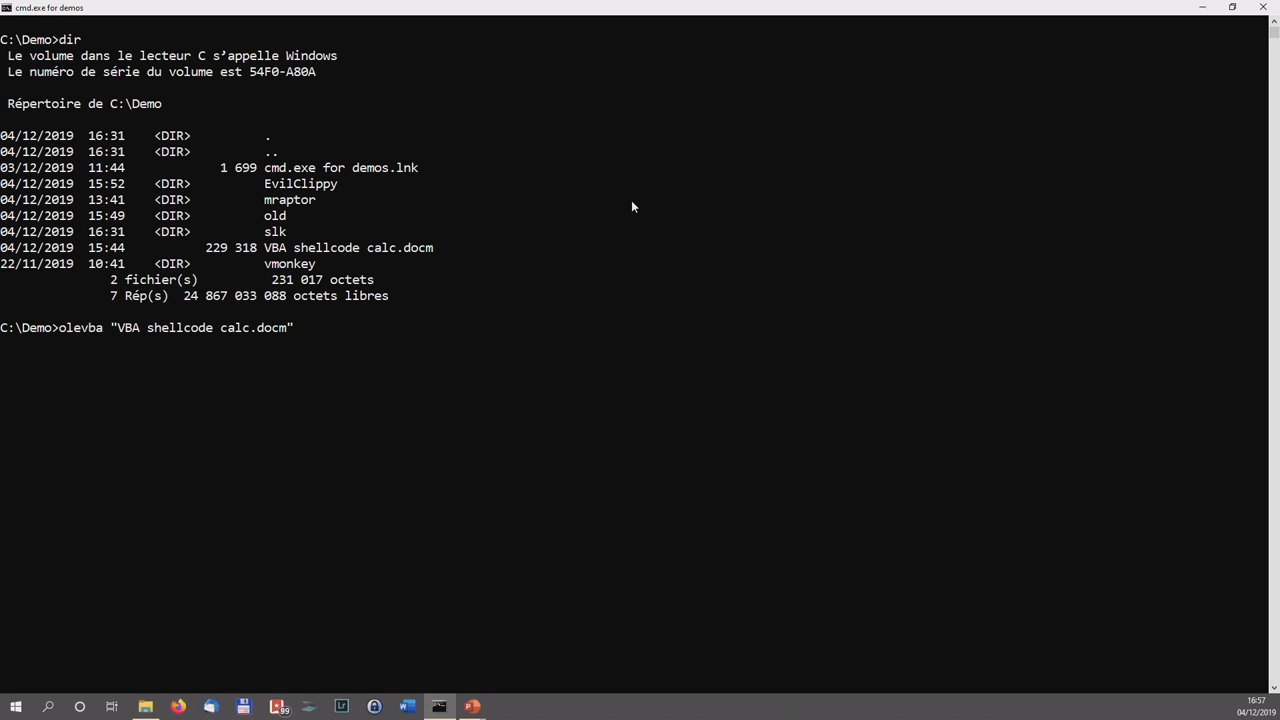 cmd.exe for demos
C:\Demo>dir
Le volume dans le lecteur C s’appelle Windows
Le numéro de série du volume est 54F0-A80A
Répertoire de C:\Demo
04/12/2019  16:31    <DIR>          .
04/12/2019  16:31    <DIR>          ..
03/12/2019  11:44             1 699 cmd.exe for demos.lnk
04/12/2019  15:52    <DIR>          EvilClippy
04/12/2019  13:41    <DIR>          mraptor
04/12/2019  15:49    <DIR>          old
04/12/2019  16:31    <DIR>          slk
04/12/2019  15:44           229 318 VBA shellcode calc.docm
22/11/2019  10:41    <DIR>          vmonkey
2 fichier(s)          231 017 octets
7 Rép(s)  24 867 033 088 octets libres
C:\Demo>olevba "VBA shellcode calc.docm"
99
Lr
16:57
04/12/2019